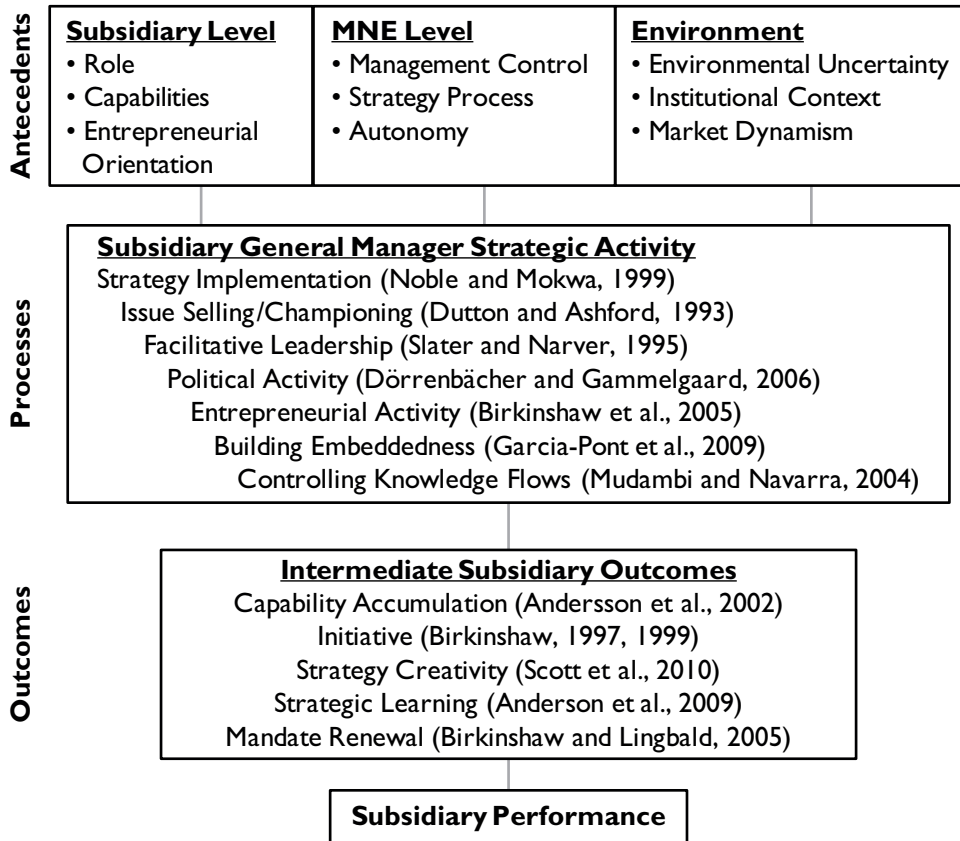 Antecedents
Subsidiary Level
• Role
• Capabilities
• Entrepreneurial
Orientation
MNE Level
• Management Control
• Strategy Process
• Autonomy
Environment
• Environmental Uncertainty
• Institutional Context
• Market Dynamism
Processes
Subsidiary General Manager Strategic Activity
Strategy Implementation (Noble and Mokwa, 1999)
Issue Selling/Championing (Dutton and Ashford, 1993)
Facilitative Leadership (Slater and Narver, 1995)
Political Activity (Dörrenbächer and Gammelgaard, 2006)
Entrepreneurial Activity (Birkinshaw et al., 2005)
Building Embeddedness (Garcia-Pont et al., 2009)
Controlling Knowledge Flows (Mudambi and Navarra, 2004)
Outcomes
Intermediate Subsidiary Outcomes
Capability Accumulation (Andersson et al., 2002)
Initiative (Birkinshaw, 1997, 1999)
Strategy Creativity (Scott et al., 2010)
Strategic Learning (Anderson et al., 2009)
Mandate Renewal (Birkinshaw and Lingbald, 2005)
Subsidiary Performance